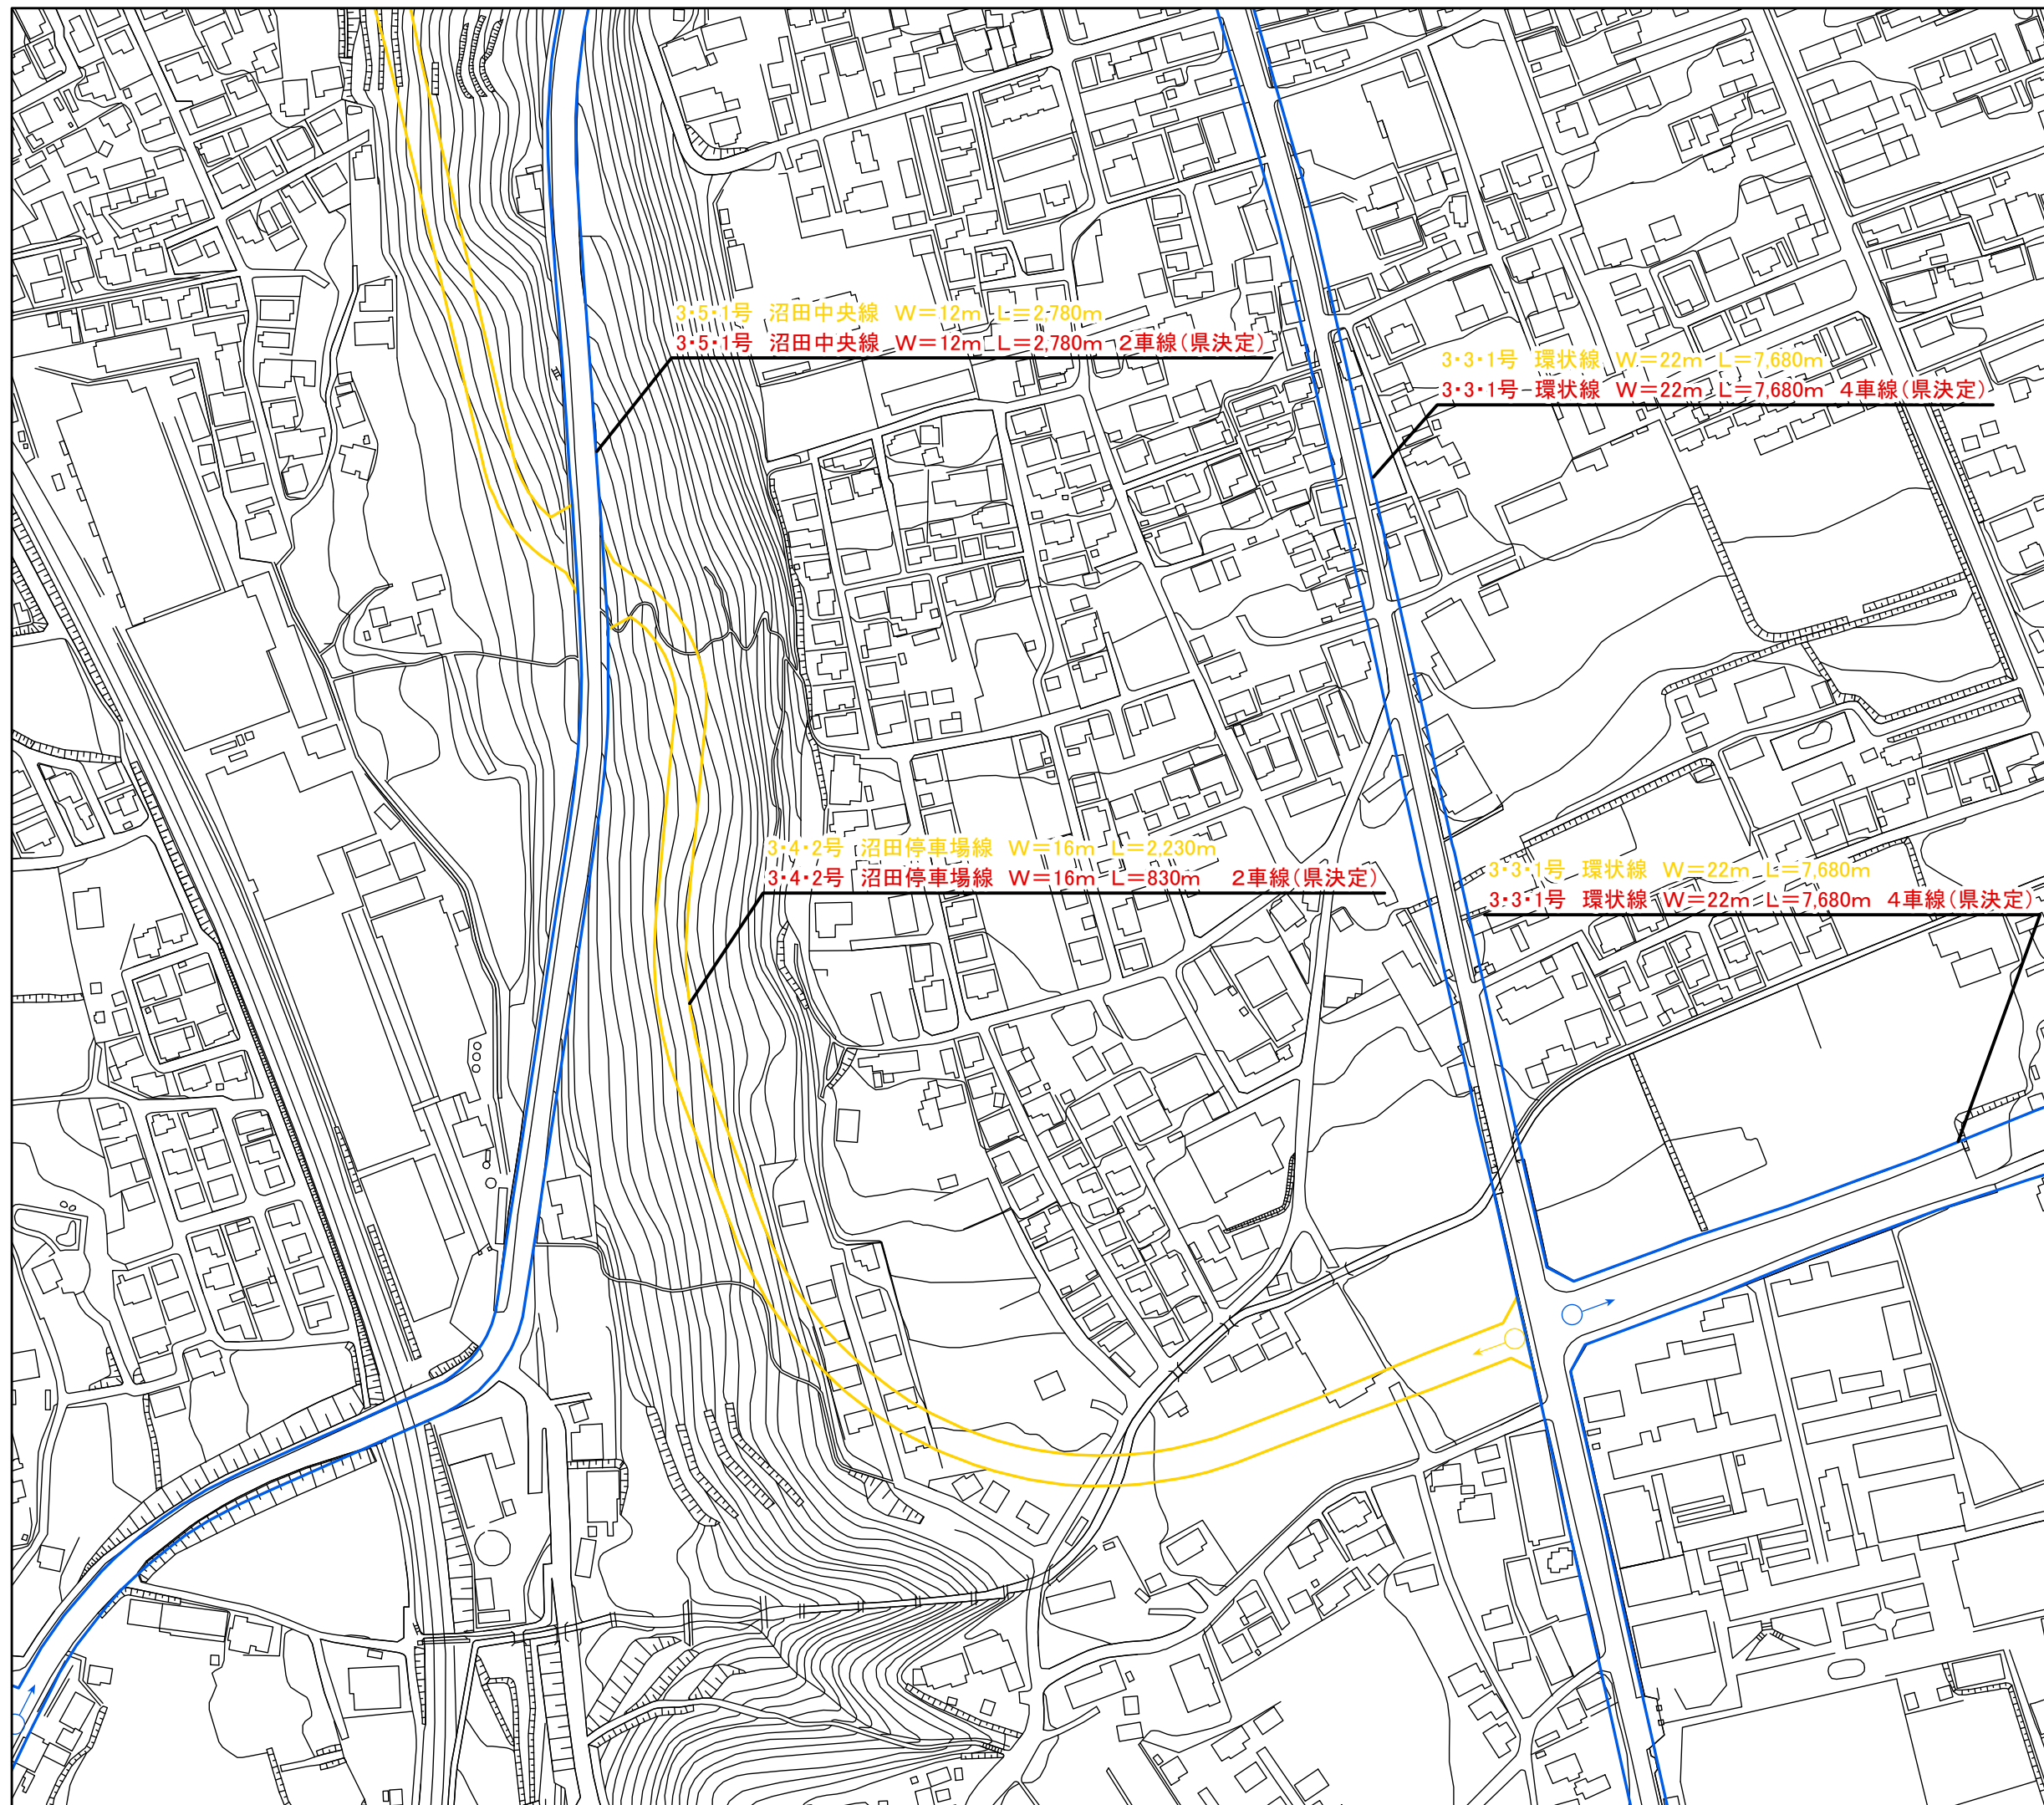 3・5・1号 沼田中央線 W=12m L=2,780m
3・5・1号 沼田中央線 W=12m L=2,780m 2車線(県決定)
3・3・1号 環状線 W=22m L=7,680m
3・3・1号 環状線 W=22m L=7,680m 4車線(県決定)
3・4・2号 沼田停車場線 W=16m L=2,230m
3・4・2号 沼田停車場線 W=16m L=830m 2車線(県決定)
3・3・1号 環状線 W=22m L=7,680m
3・3・1号 環状線 W=22m L=7,680m 4車線(県決定)